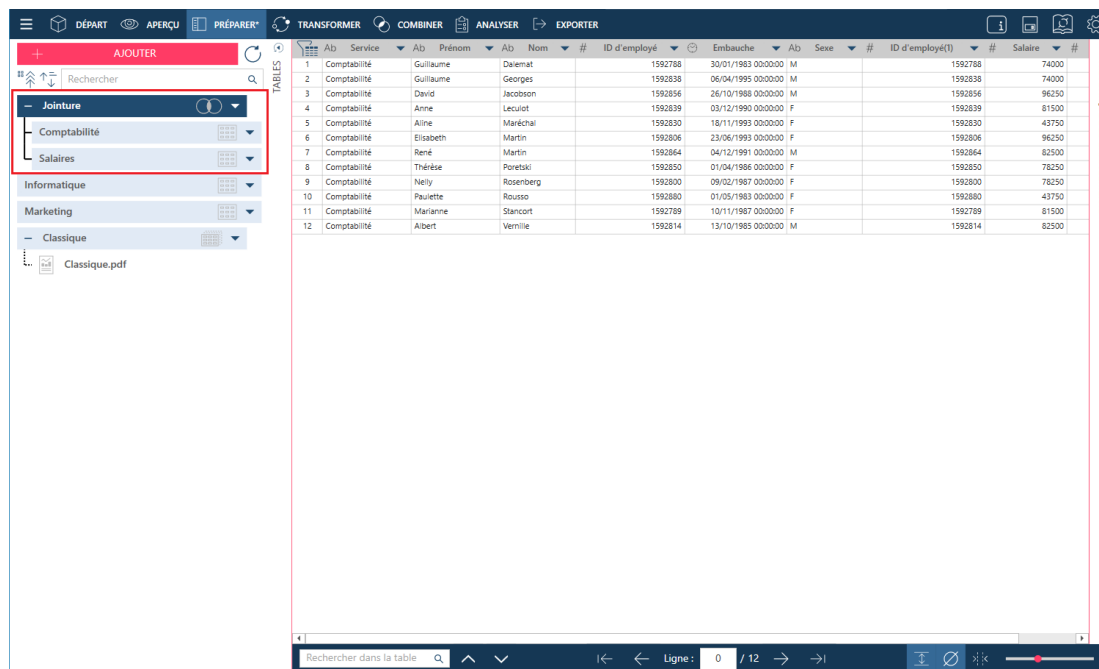 DÉPART APERÇU PRÉPARER* TRANSFORMER COMBINER ANALYSER EXPORTER
AJOUTER
Rechercher
Jointure
Comptabilité
Salaires
Informatique
Marketing
Classique
Classique.pdf
TABLES
Ab Service Ab Prénom Ab Nom # ID d'employé Embauche Ab Sexe # ID d'employé(1) # Salaire #
1 Comptabilité Guillaume Dalemat 1592788 30/01/1983 00:00:00 M 1592788 74000
2 Comptabilité Guillaume Georges 1592838 06/04/1995 00:00:00 M 1592838 74000
3 Comptabilité David Jacobson 1592856 26/10/1988 00:00:00 M 1592856 96250
4 Comptabilité Anne Leculot 1592839 03/12/1990 00:00:00 F 1592839 81500
5 Comptabilité Aline Maréchal 1592830 18/11/1993 00:00:00 F 1592830 43750
6 Comptabilité Elisabeth Martin 1592806 23/06/1993 00:00:00 F 1592806 96250
7 Comptabilité René Martin 1592864 04/12/1991 00:00:00 M 1592864 82500
8 Comptabilité Thérèse Poretski 1592850 01/04/1986 00:00:00 F 1592850 78250
9 Comptabilité Nelly Rosenberg 1592800 09/02/1987 00:00:00 F 1592800 78250
10 Comptabilité Paulette Rousso 1592880 01/05/1983 00:00:00 F 1592880 43750
11 Comptabilité Marianne Stancort 1592789 10/11/1987 00:00:00 F 1592789 81500
12 Comptabilité Albert Vernille 1592814 13/10/1985 00:00:00 M 1592814 82500
Rechercher dans la table Ligne : 0 / 12